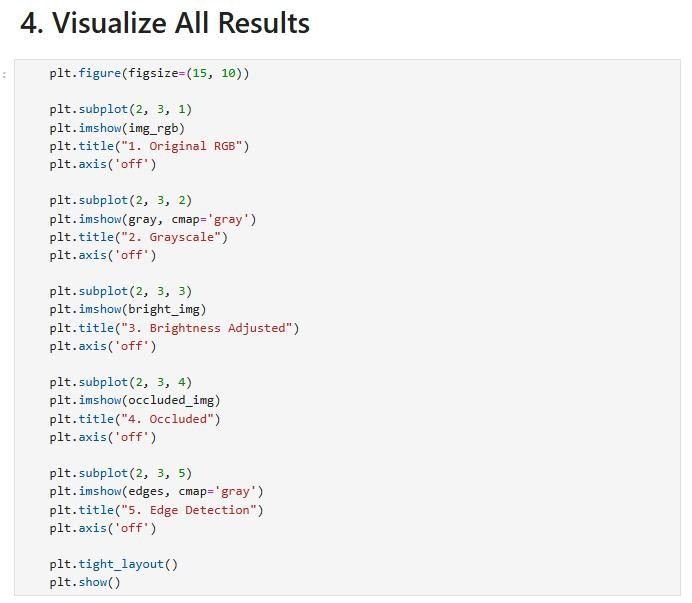 4. Visualize All Results
:
plt.figure(figsize=(15, 10))
plt.subplot(2, 3, 1)
plt.imshow(img_rgb)
plt.title("1. Original RGB")
plt.axis('off')
plt.subplot(2, 3, 2)
plt.imshow(gray, cmap='gray')
plt.title("2. Grayscale")
plt.axis('off')
plt.subplot(2, 3, 3)
plt.imshow(bright_img)
plt.title("3. Brightness Adjusted")
plt.axis('off')
plt.subplot(2, 3, 4)
plt.imshow(occluded_img)
plt.title("4. Occluded")
plt.axis('off')
plt.subplot(2, 3, 5)
plt.imshow(edges, cmap='gray')
plt.title("5. Edge Detection")
plt.axis('off')
plt.tight_layout()
plt.show()